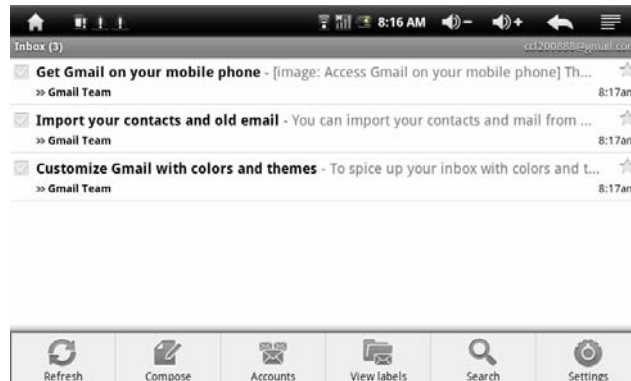 8:16 AM
Inbox (3) ccl200888@gmail.com
Get Gmail on your mobile phone - [image: Access Gmail on your mobile phone] Th...
» Gmail Team 8:17am
Import your contacts and old email - You can import your contacts and mail from ...
» Gmail Team 8:17am
Customize Gmail with colors and themes - To spice up your inbox with colors and t...
» Gmail Team 8:17am
Refresh Compose Accounts View labels Search Settings